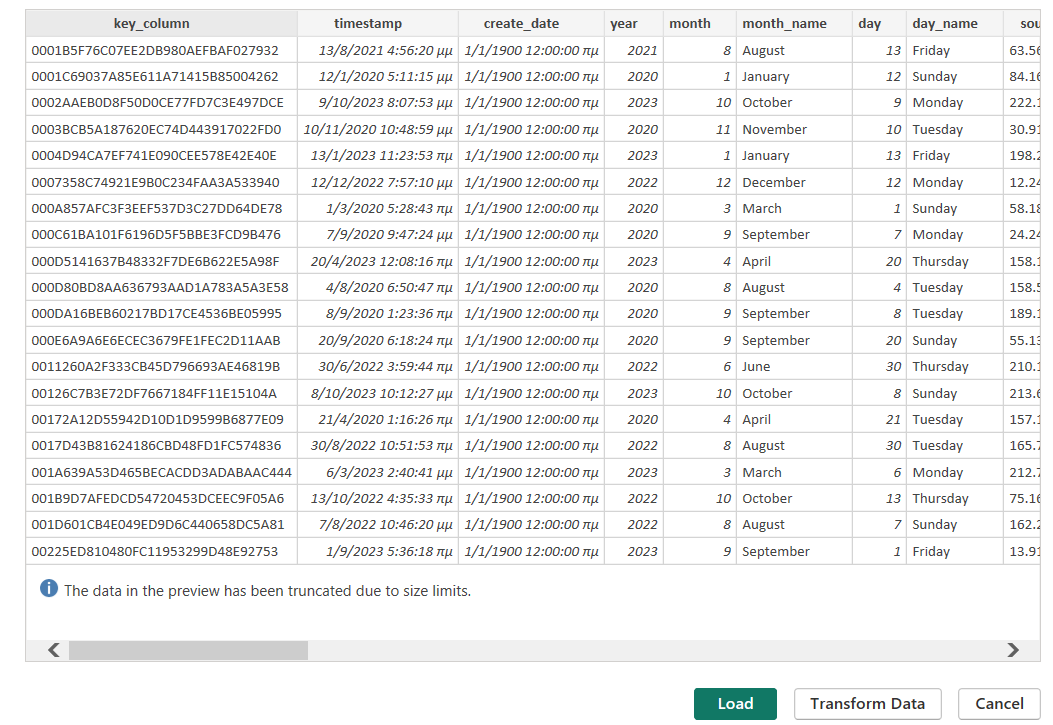 key_column timestamp create_date year month month_name day day_name sou
0001B5F76C07EE2DB980AEFBAF027932 13/8/2021 4:56:20 μμ 1/1/1900 12:00:00 πμ 2021 8 August 13 Friday 63.56
0001C69037A85E611A71415B85004262 12/1/2020 5:11:15 μμ 1/1/1900 12:00:00 πμ 2020 1 January 12 Sunday 84.16
0002AAEB0D8F50D0CE77FD7C3E497DCE 9/10/2023 8:07:53 μμ 1/1/1900 12:00:00 πμ 2023 10 October 9 Monday 222.1
0003BCB5A187620EC74D443917022FD0 10/11/2020 10:48:59 μμ 1/1/1900 12:00:00 πμ 2020 11 November 10 Tuesday 30.91
0004D94CA7EF741E090CEE578E42E40E 13/1/2023 11:23:53 πμ 1/1/1900 12:00:00 πμ 2023 1 January 13 Friday 198.2
0007358C74921E9B0C234FAA3A533940 12/12/2022 7:57:10 μμ 1/1/1900 12:00:00 πμ 2022 12 December 12 Monday 12.24
000A857AFC3F3EEF537D3C27DD64DE78 1/3/2020 5:28:43 πμ 1/1/1900 12:00:00 πμ 2020 3 March 1 Sunday 58.18
000C61BA101F6196D5F5BBE3FCD9B476 7/9/2020 9:47:24 μμ 1/1/1900 12:00:00 πμ 2020 9 September 7 Monday 24.24
000D5141637B48332F7DE6B622E5A98F 20/4/2023 12:08:16 πμ 1/1/1900 12:00:00 πμ 2023 4 April 20 Thursday 158.1
000D80BD8AA636793AAD1A783A5A3E58 4/8/2020 6:50:47 πμ 1/1/1900 12:00:00 πμ 2020 8 August 4 Tuesday 158.5
000DA16BEB60217BD17CE4536BE05995 8/9/2020 1:23:36 πμ 1/1/1900 12:00:00 πμ 2020 9 September 8 Tuesday 189.1
000E6A9A6E6ECEC3679FE1FEC2D11AAB 20/9/2020 6:18:24 πμ 1/1/1900 12:00:00 πμ 2020 9 September 20 Sunday 55.13
0011260A2F333CB45D796693AE46819B 30/6/2022 3:59:44 πμ 1/1/1900 12:00:00 πμ 2022 6 June 30 Thursday 210.1
00126C7B3E72DF7667184FF11E15104A 8/10/2023 10:12:27 μμ 1/1/1900 12:00:00 πμ 2023 10 October 8 Sunday 213.6
00172A12D55942D10D1D9599B6877E09 21/4/2020 1:16:26 πμ 1/1/1900 12:00:00 πμ 2020 4 April 21 Tuesday 157.1
0017D43B81624186CBD48FD1FC574836 30/8/2022 10:51:53 πμ 1/1/1900 12:00:00 πμ 2022 8 August 30 Tuesday 165.7
001A639A53D465BECACDD3ADABAAC444 6/3/2023 2:40:41 μμ 1/1/1900 12:00:00 πμ 2023 3 March 6 Monday 212.7
001B9D7AFEDCD54720453DCEEC9F05A6 13/10/2022 4:35:33 πμ 1/1/1900 12:00:00 πμ 2022 10 October 13 Thursday 75.16
001D601CB4E049ED9D6C440658DC5A81 7/8/2022 10:46:20 μμ 1/1/1900 12:00:00 πμ 2022 8 August 7 Sunday 162.2
00225ED810480FC11953299D48E92753 1/9/2023 5:36:18 πμ 1/1/1900 12:00:00 πμ 2023 9 September 1 Friday 13.91
The data in the preview has been truncated due to size limits.
Load Transform Data Cancel